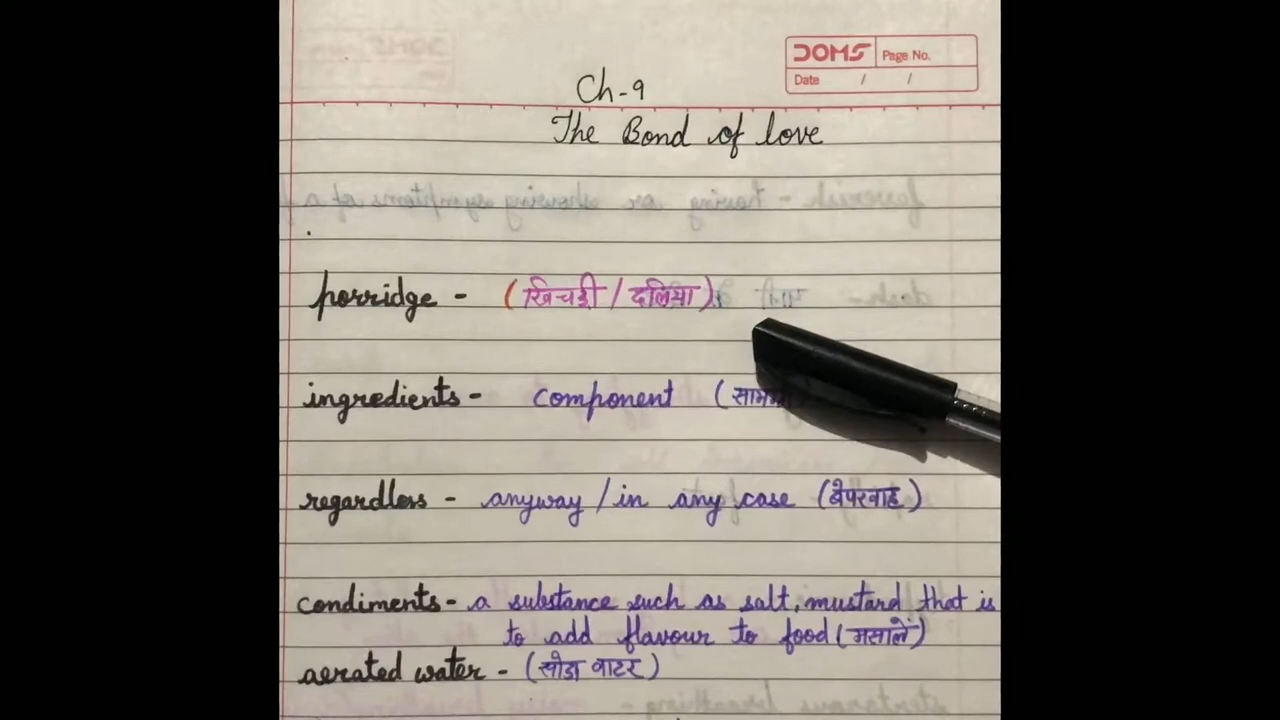 DOMS Page No.
Date / /
Ch-9
The Bond of love
porridge - (खिचड़ी / दलिया)
ingredients - component (साम
regardless - anyway / in any case (बेपरवाह)
condiments - a substance such as salt, mustard that is
to add flavour to food (मसाले)
aerated water - (सोडा वाटर)